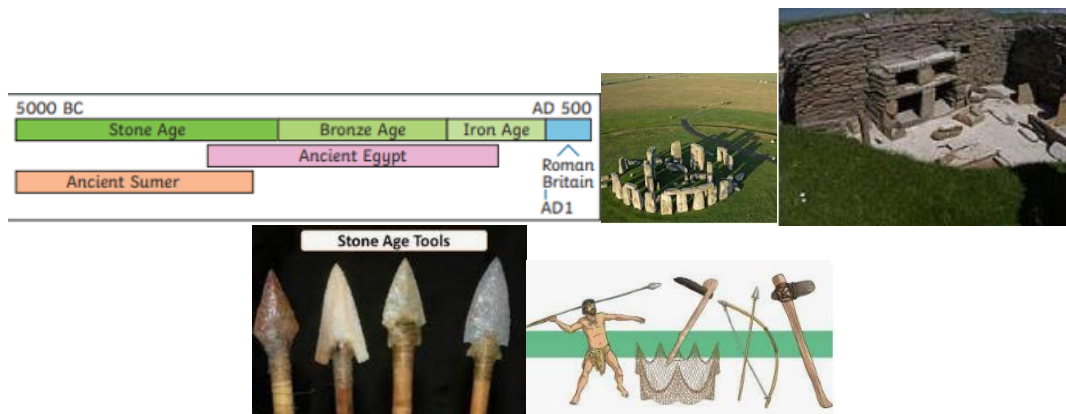 5000 BC
AD 500
Stone Age
Bronze Age
Iron Age
Ancient Egypt
Roman
Britain
Ancient Sumer
AD1
Stone Age Tools